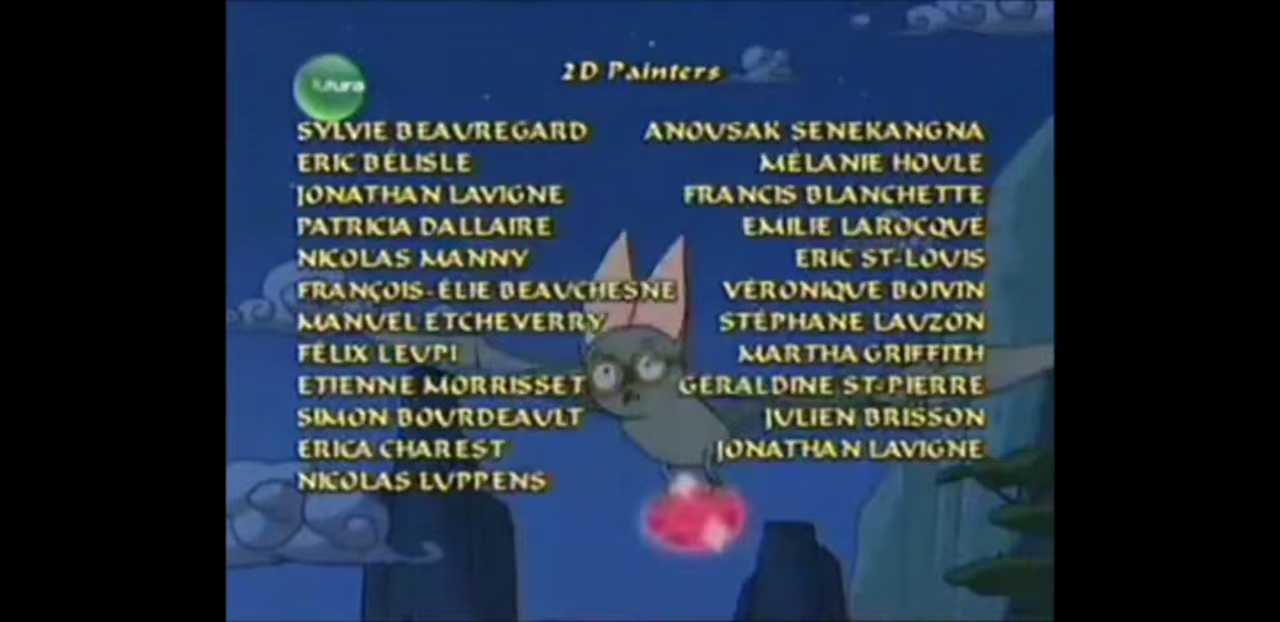 2D Painters
futura
SYLVIE BEAUREGARD ANOUSAK SENEKANGNA
ERIC BÉLISLE MÉLANIE HOULE
JONATHAN LAVIGNE FRANCIS BLANCHETTE
PATRICIA DALLAIRE EMILIE LAROCQUE
NICOLAS MANNY ERIC ST-LOUIS
FRANÇOIS-ÉLIE BEAUCHESNE VÉRONIQUE BOIVIN
MANUEL ETCHEVERRY STÉPHANE LAUZON
FÉLIX LEUPI MARTHA GRIFFITH
ETIENNE MORRISSET GERALDINE ST-PIERRE
SIMON BOURDEAULT JULIEN BRISSON
ERICA CHAREST JONATHAN LAVIGNE
NICOLAS LUPPENS